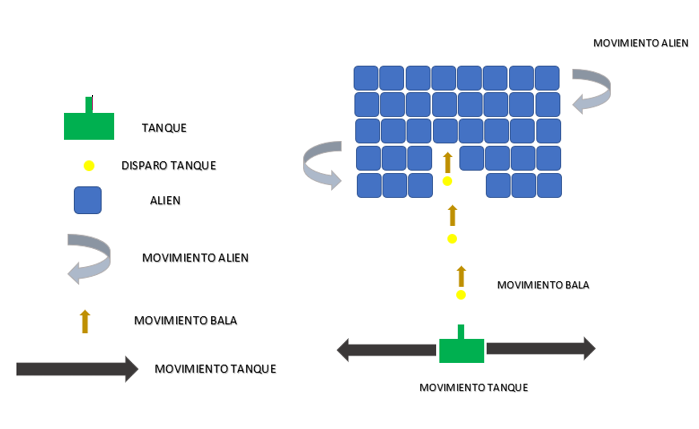 MOVIMIENTO ALIEN
TANQUE
DISPARO TANQUE
ALIEN
MOVIMIENTO ALIEN
MOVIMIENTO BALA
MOVIMIENTO BALA
MOVIMIENTO TANQUE
MOVIMIENTO TANQUE